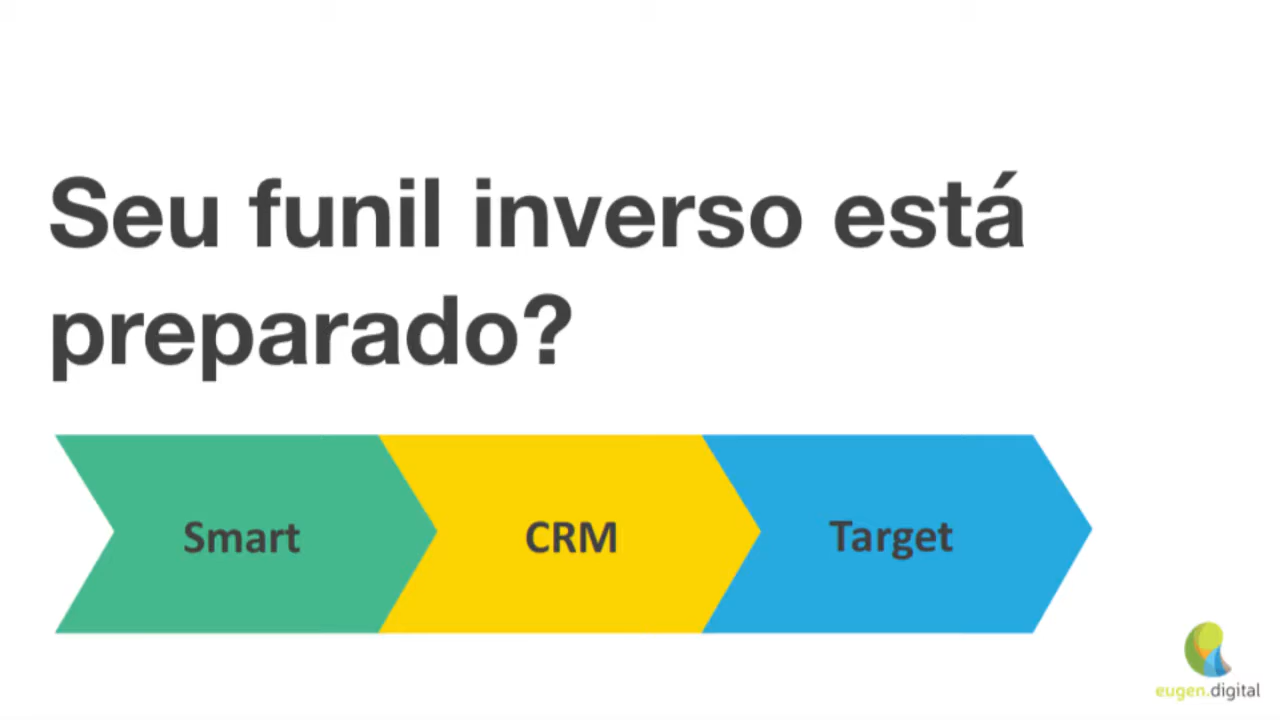 Seu funil inverso está
preparado?
Smart
CRM
Target
eugen.digital